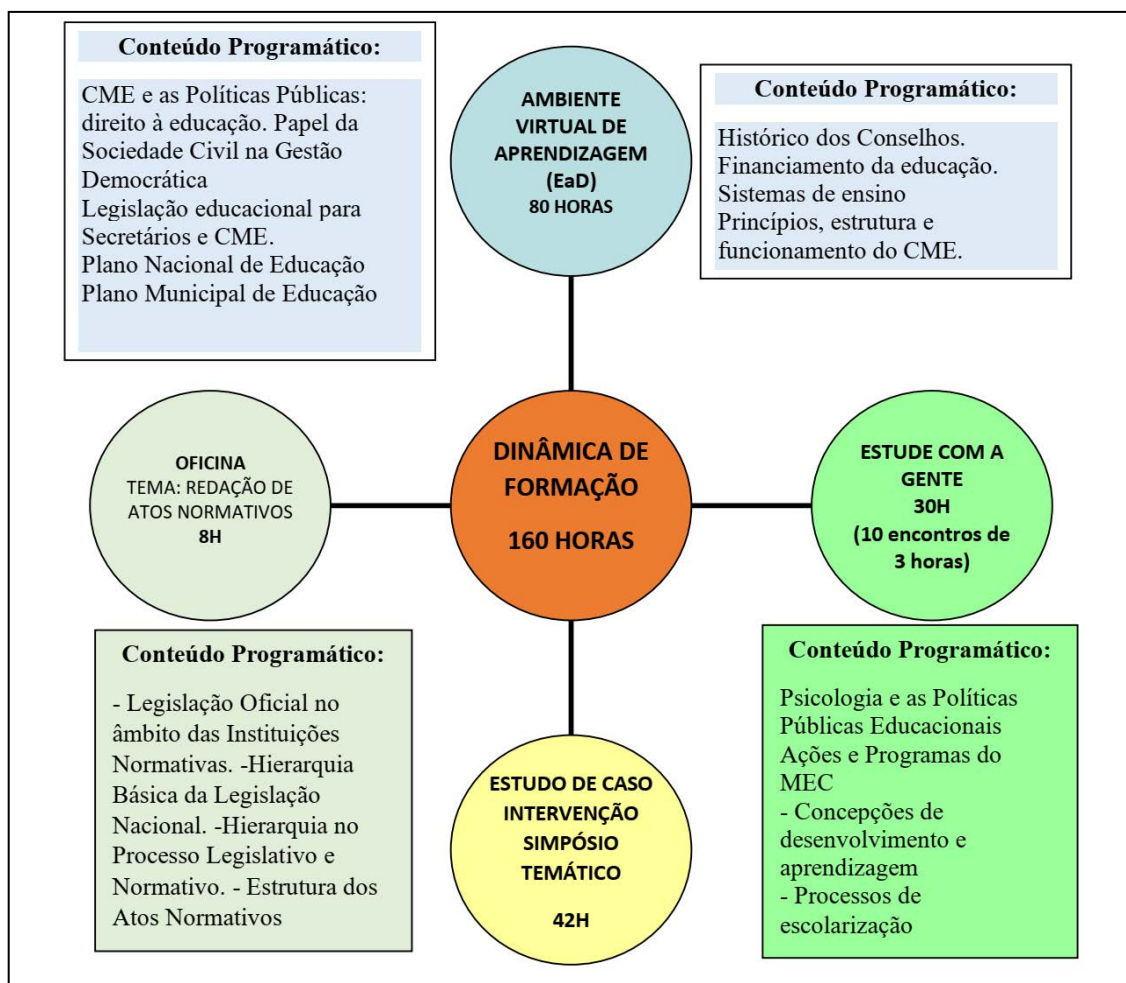 Conteúdo Programático:
CME e as Políticas Públicas:
direito à educação. Papel da
Sociedade Civil na Gestão
Democrática
Legislação educacional para
Secretários e CME.
Plano Nacional de Educação
Plano Municipal de Educação
AMBIENTE
VIRTUAL DE
APRENDIZAGEM
(EaD)
80 HORAS
Conteúdo Programático:
Histórico dos Conselhos.
Financiamento da educação.
Sistemas de ensino
Princípios, estrutura e
funcionamento do CME.
OFICINA
TEMA: REDAÇÃO DE
ATOS NORMATIVOS
8H
DINÂMICA DE
FORMAÇÃO
160 HORAS
ESTUDE COM A
GENTE
30H
(10 encontros de
3 horas)
Conteúdo Programático:
- Legislação Oficial no
âmbito das Instituições
Normativas. -Hierarquia
Básica da Legislação
Nacional. -Hierarquia no
Processo Legislativo e
Normativo. - Estrutura dos
Atos Normativos
ESTUDO DE CASO
INTERVENÇÃO
SIMPÓSIO
TEMÁTICO
42H
Conteúdo Programático:
Psicologia e as Políticas
Públicas Educacionais
Ações e Programas do
MEC
- Concepções de
desenvolvimento e
aprendizagem
- Processos de
escolarização